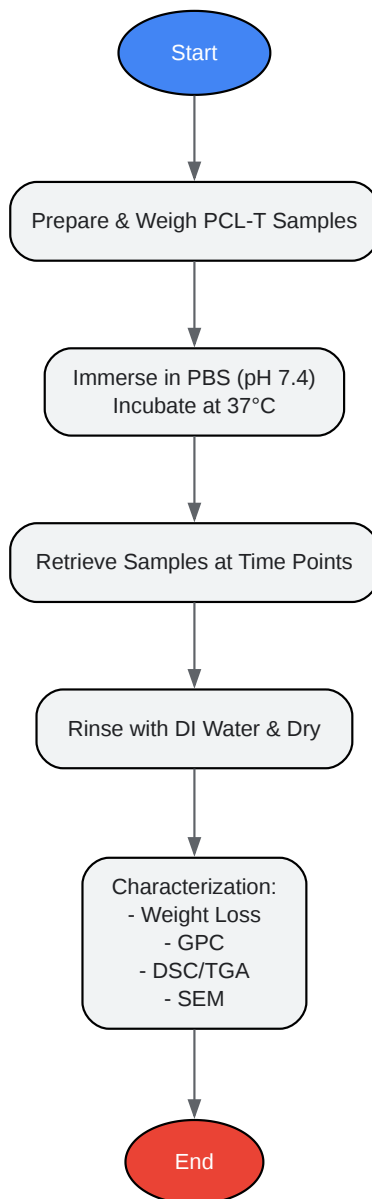 Start
Prepare & Weigh PCL-T Samples
Immerse in PBS (pH 7.4)
Incubate at 37°C
Retrieve Samples at Time Points
Rinse with DI Water & Dry
Characterization:
- Weight Loss
- GPC
- DSC/TGA
- SEM
End